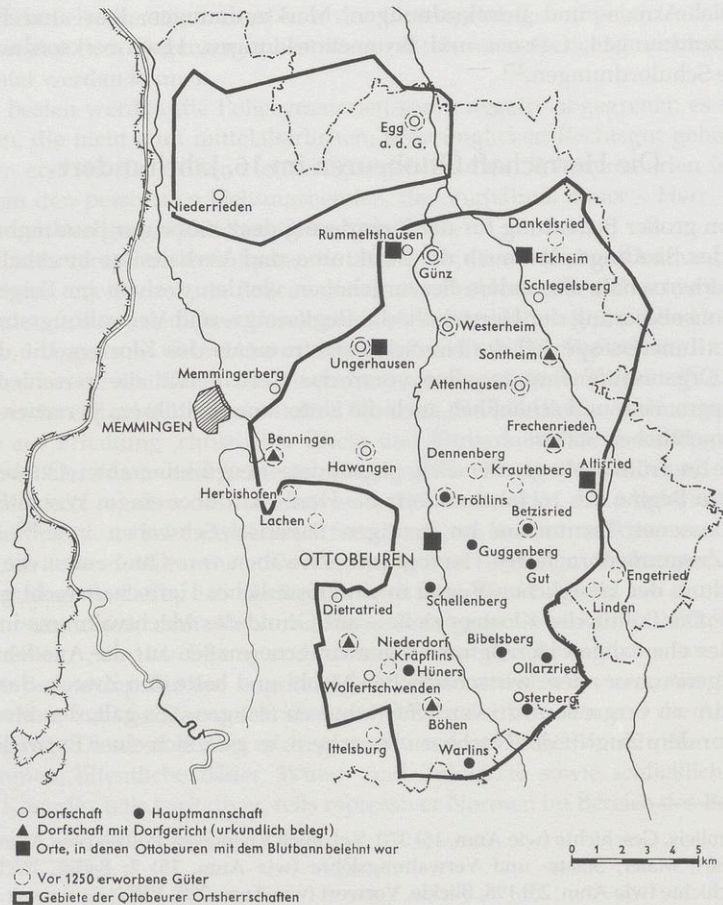 Egg
a. d. G.
Niederrieden
Rummeltshausen
Dankelsried
Erkheim
Günz
Schlegelsberg
Westerheim
Ungerhausen
Sontheim
Memmingerberg
Attenhausen
MEMMINGEN
Benningen
Frechenrieden
Hawangen
Dennenberg
Altisried
Krautenberg
Herbishofen
Fröhlins
Betzisried
Lachen
OTTOBEUREN
Guggenberg
Gut
Engetried
Schellenberg
Linden
Dietratried
Niederdorf
Bibelsberg
Kräpflins
Hüners
Ollarzried
Wolfertschwenden
Böhen
Osterberg
Ittelsburg
Warlins
Dorfschaft
Hauptmannschaft
Dorfschaft mit Dorfgericht (urkundlich belegt)
Orte, in denen Ottobeuren mit dem Blutbann belehnt war
Vor 1250 erworbene Güter
Gebiete der Ottobeurer Ortsherrschaften
0 1 2 3 4 5 km